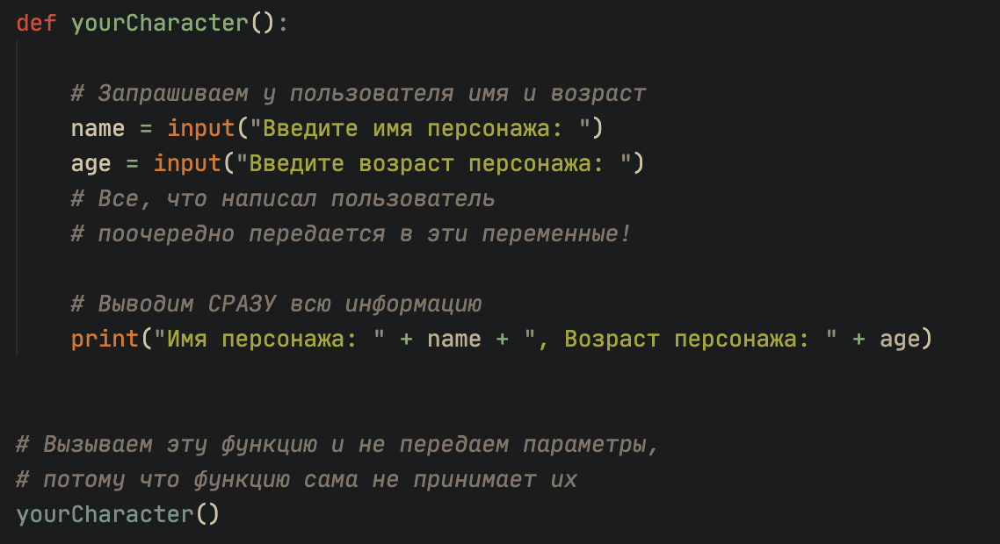 def yourCharacter():
# Запрашиваем у пользователя имя и возраст
name = input("Введите имя персонажа: ")
age = input("Введите возраст персонажа: ")
# Все, что написал пользователь
# поочередно передается в эти переменные!
# Выводим СРАЗУ всю информацию
print("Имя персонажа: " + name + ", Возраст персонажа: " + age)
# Вызываем эту функцию и не передаем параметры,
# потому что функцию сама не принимает их
yourCharacter()